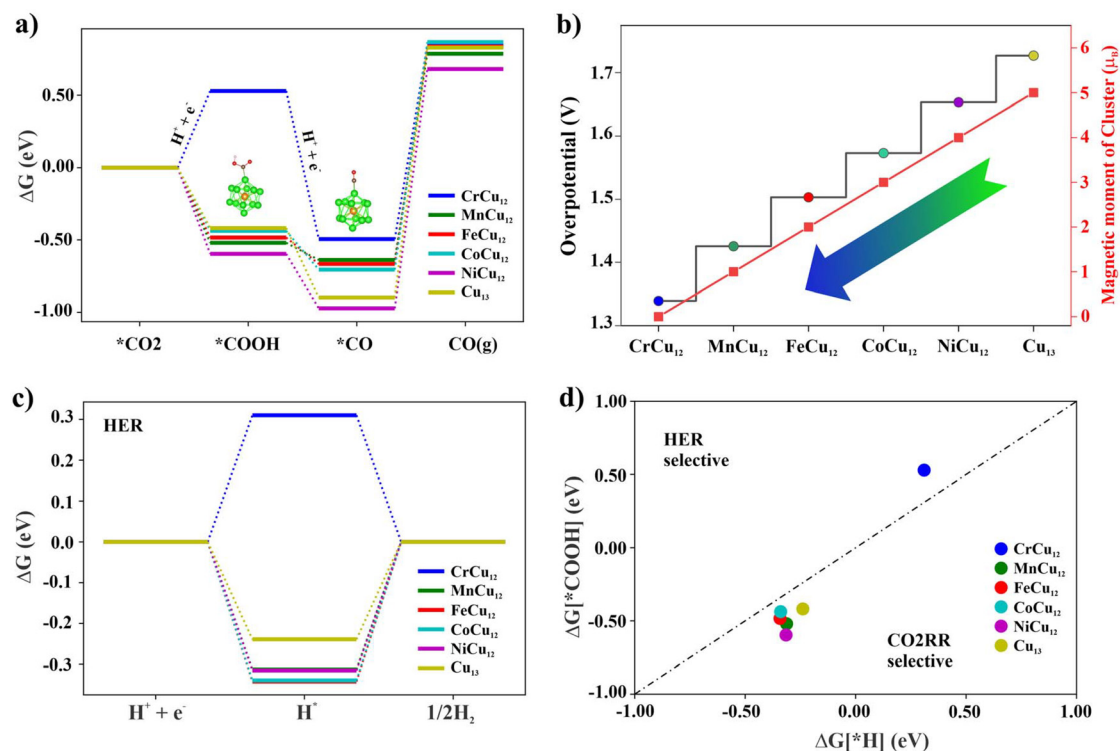 a)
ΔG (eV)
0.50
0.00
-0.50
-1.00
H⁺ + e⁻
H⁺ + e⁻
CrCu₁₂
MnCu₁₂
FeCu₁₂
CoCu₁₂
NiCu₁₂
Cu₁₃
*CO2 *COOH *CO CO(g)
b)
Overpotential (V)
1.7
1.6
1.5
1.4
1.3
Magnetic moment of Cluster (μB)
6
5
4
3
2
1
0
CrCu₁₂ MnCu₁₂ FeCu₁₂ CoCu₁₂ NiCu₁₂ Cu₁₃
c)
HER
ΔG (eV)
0.3
0.2
0.1
0.0
-0.1
-0.2
-0.3
CrCu₁₂
MnCu₁₂
FeCu₁₂
CoCu₁₂
NiCu₁₂
Cu₁₃
H⁺ + e⁻ H* 1/2H₂
d)
ΔG[*COOH] (eV)
1.00
0.50
0.00
-0.50
-1.00
HER
selective
CrCu₁₂
MnCu₁₂
FeCu₁₂
CoCu₁₂
NiCu₁₂
Cu₁₃
CO2RR
selective
-1.00 -0.50 0.00 0.50 1.00
ΔG[*H] (eV)